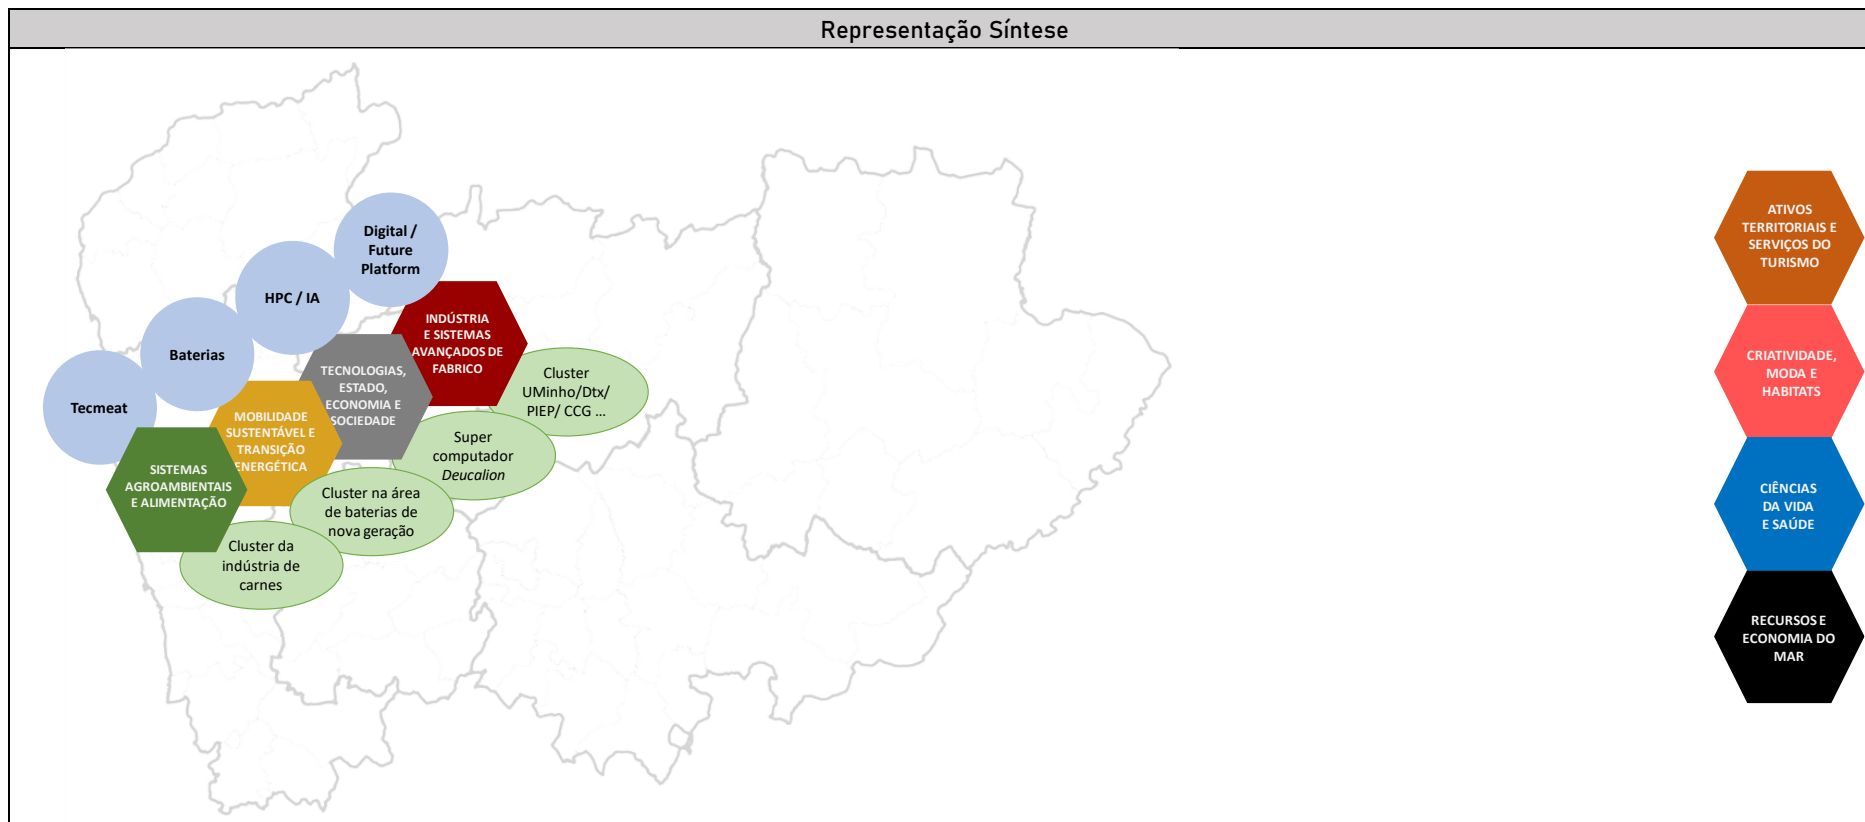 Representação Síntese
Digital /
Future
Platform
HPC / IA
Baterias
Tecmeat
INDÚSTRIA
E SISTEMAS
AVANÇADOS DE
FABRICO
TECNOLOGIAS,
ESTADO,
ECONOMIA E
SOCIEDADE
MOBILIDADE
SUSTENTÁVEL E
TRANSIÇÃO
ENERGÉTICA
SISTEMAS
AGROAMBIENTAIS
E ALIMENTAÇÃO
Cluster
UMinho/Dtx/
PIEP/ CCG ...
Super
computador
Deucalion
Cluster na área
de baterias de
nova geração
Cluster da
indústria de
carnes
ATIVOS
TERRITORIAIS E
SERVIÇOS DO
TURISMO
CRIATIVIDADE,
MODA E
HABITATS
CIÊNCIAS
DA VIDA
E SAÚDE
RECURSOS E
ECONOMIA DO
MAR